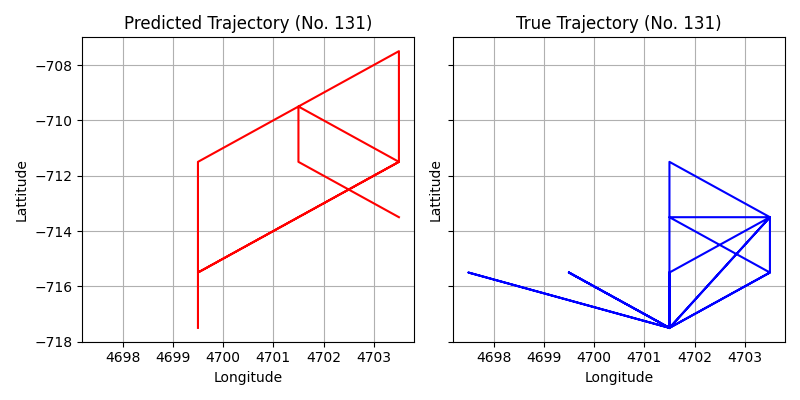 Predicted Trajectory (No. 131)
True Trajectory (No. 131)
Lattitude
−708
−710
−712
−714
−716
−718
4698 4699 4700 4701 4702 4703
Longitude
Lattitude
4698 4699 4700 4701 4702 4703
Longitude